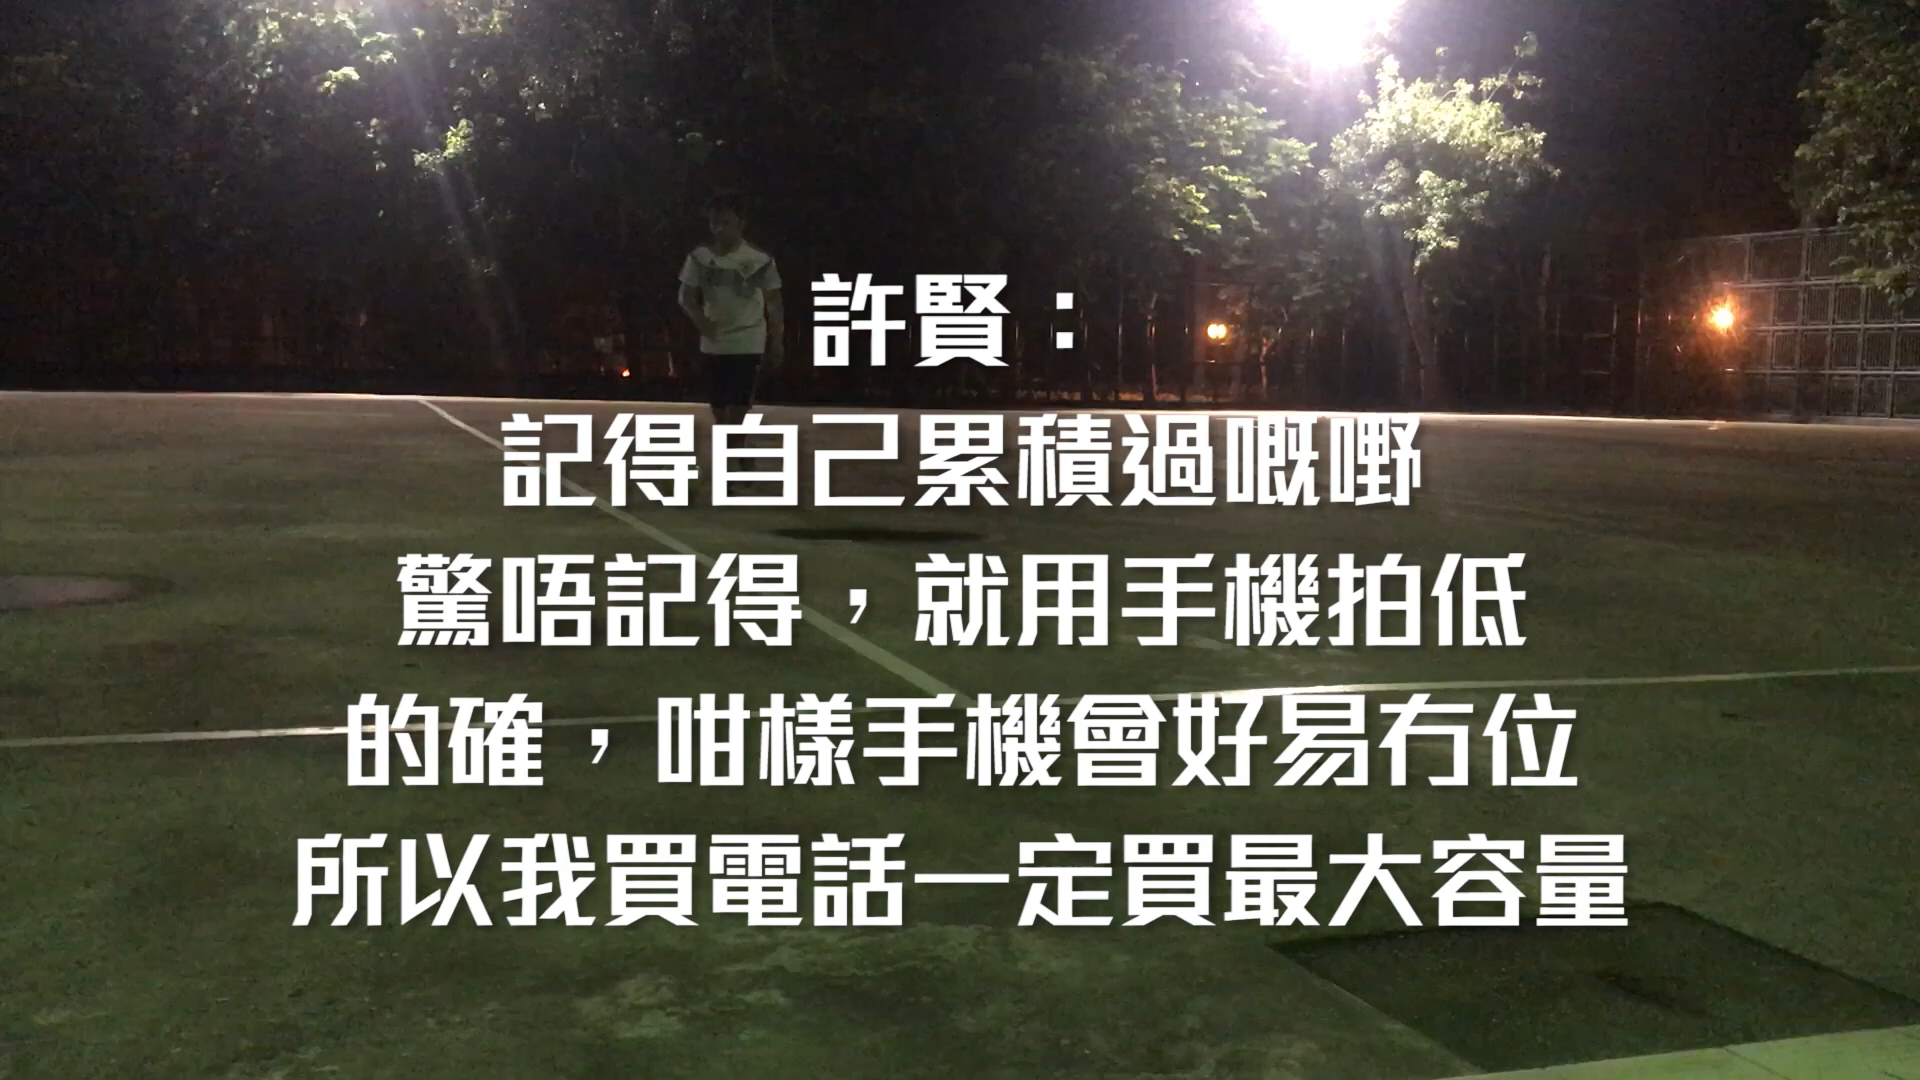 許賢：
記得自己累積過嘅嘢
驚唔記得，就用手機拍低
的確，咁樣手機會好易冇位
所以我買電話一定買最大容量